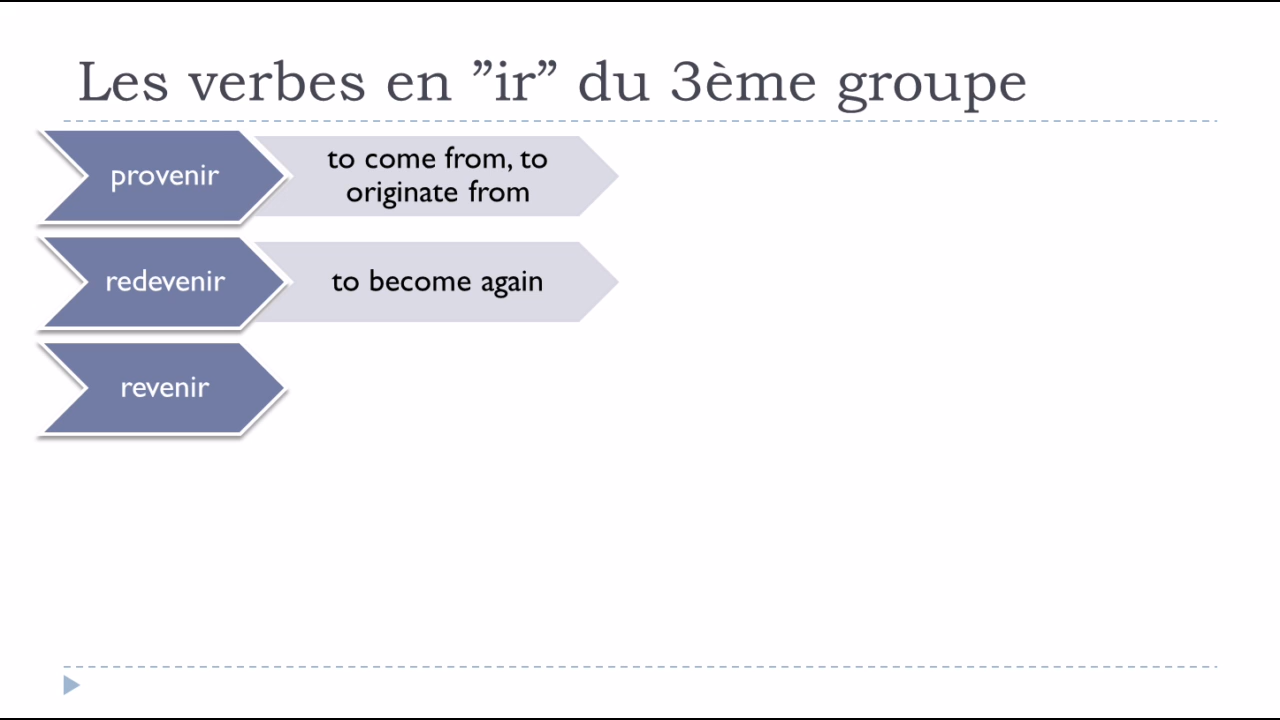 Les verbes en ”ir” du 3ème groupe
provenir
to come from, to
originate from
redevenir
to become again
revenir